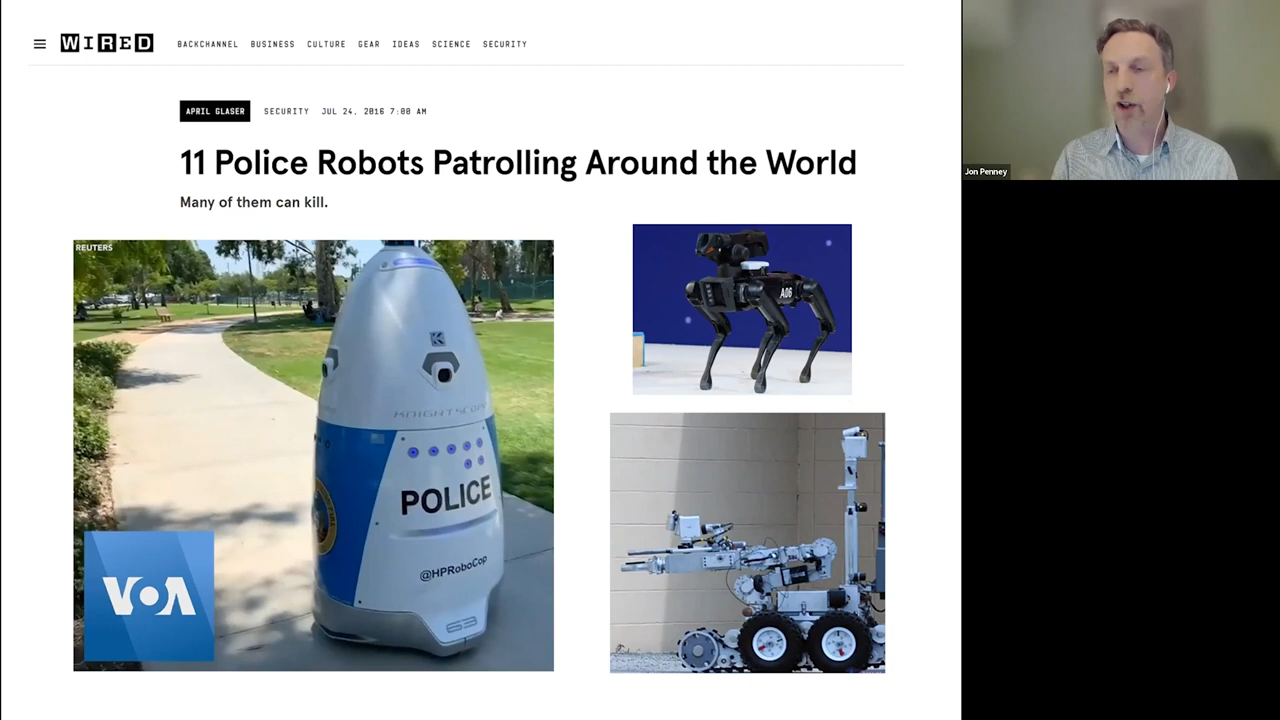 WIRED
BACKCHANNEL BUSINESS CULTURE GEAR IDEAS SCIENCE SECURITY
APRIL GLASER SECURITY JUL 24, 2016 7:00 AM
11 Police Robots Patrolling Around the World
Many of them can kill.
REUTERS
K
KNIGHTSCOPE
POLICE
@HPRoboCop
VOA
A06
Jon Penney